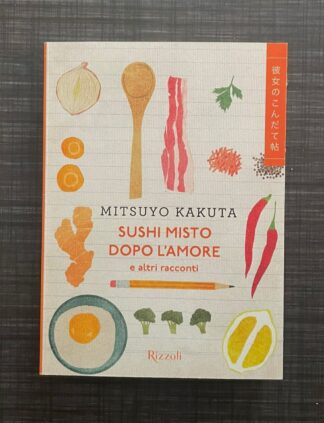 彼女のこんだて帖
MITSUYO KAKUTA
SUSHI MISTO
DOPO L'AMORE
e altri racconti
Rizzoli